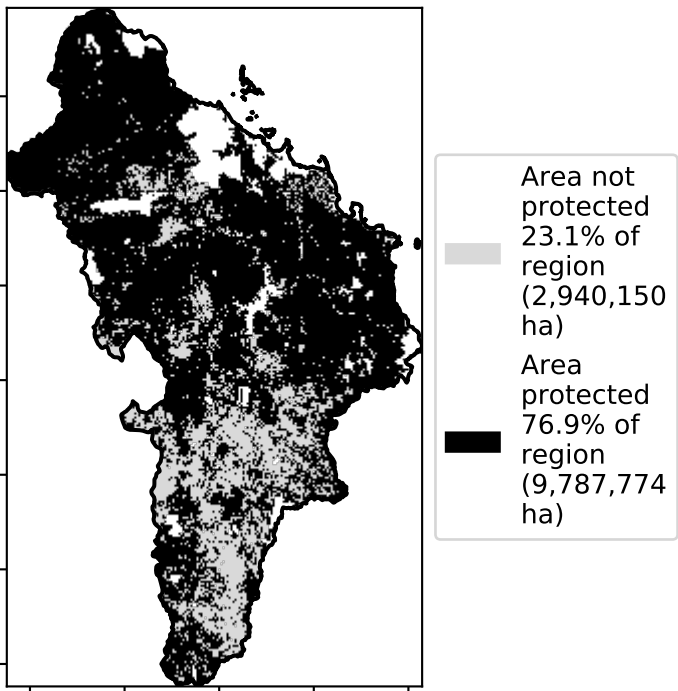 Area not
protected
23.1% of
region
(2,940,150
ha)
Area
protected
76.9% of
region
(9,787,774
ha)